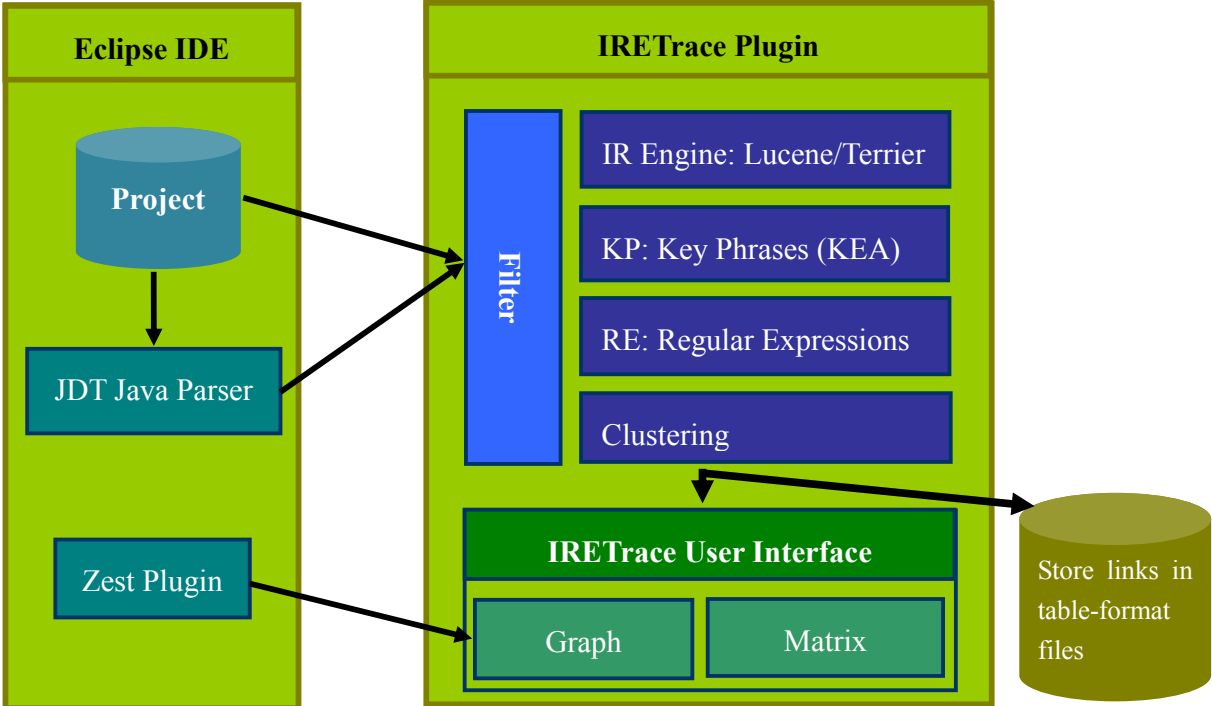 Eclipse IDE
Project
JDT Java Parser
Zest Plugin
IRETrace Plugin
Filter
IR Engine: Lucene/Terrier
KP: Key Phrases (KEA)
RE: Regular Expressions
Clustering
IRETrace User Interface
Graph
Matrix
Store links in
table-format
files